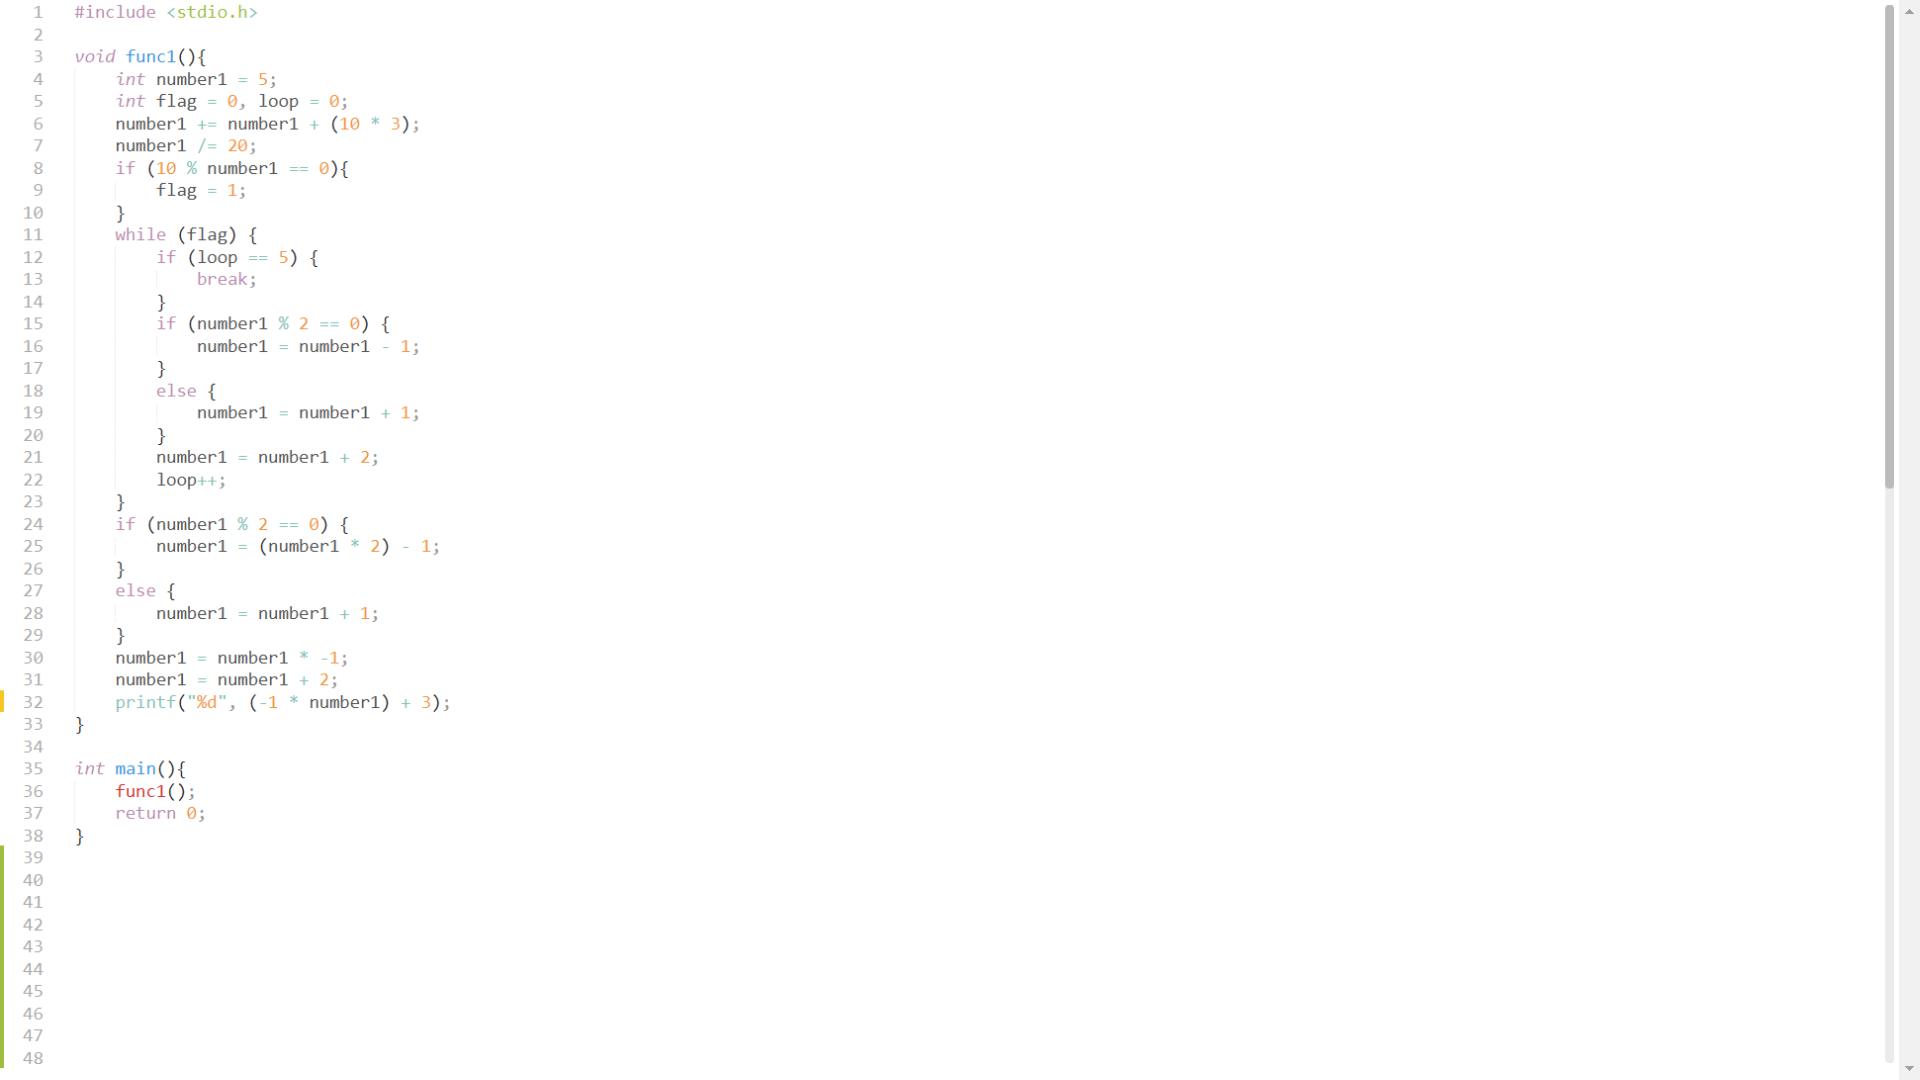 1 #include <stdio.h>
2
3 void func1(){
4     int number1 = 5;
5     int flag = 0, loop = 0;
6     number1 += number1 + (10 * 3);
7     number1 /= 20;
8     if (10 % number1 == 0){
9         flag = 1;
10     }
11     while (flag) {
12         if (loop == 5) {
13             break;
14         }
15         if (number1 % 2 == 0) {
16             number1 = number1 - 1;
17         }
18         else {
19             number1 = number1 + 1;
20         }
21         number1 = number1 + 2;
22         loop++;
23     }
24     if (number1 % 2 == 0) {
25         number1 = (number1 * 2) - 1;
26     }
27     else {
28         number1 = number1 + 1;
29     }
30     number1 = number1 * -1;
31     number1 = number1 + 2;
32     printf("%d", (-1 * number1) + 3);
33 }
34
35 int main(){
36     func1();
37     return 0;
38 }
39
40
41
42
43
44
45
46
47
48